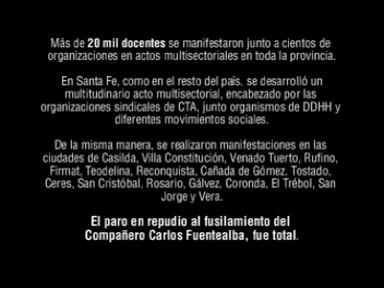 Más de 20 mil docentes se manifestaron junto a cientos de
organizaciones en actos multisectoriales en toda la provincia.
En Santa Fe, como en el resto del país, se desarrolló un
multitudinario acto multisectorial, encabezado por las
organizaciones sindicales de CTA, junto organismos de DDHH y
diferentes movimientos sociales.
De la misma manera, se realizaron manifestaciones en las
ciudades de Casilda, Villa Constitución, Venado Tuerto, Rufino,
Firmat, Teodelina, Reconquista, Cañada de Gómez, Tostado,
Ceres, San Cristóbal, Rosario, Gálvez, Coronda, El Trébol, San
Jorge y Vera.
El paro en repudio al fusilamiento del
Compañero Carlos Fuentealba, fue total.